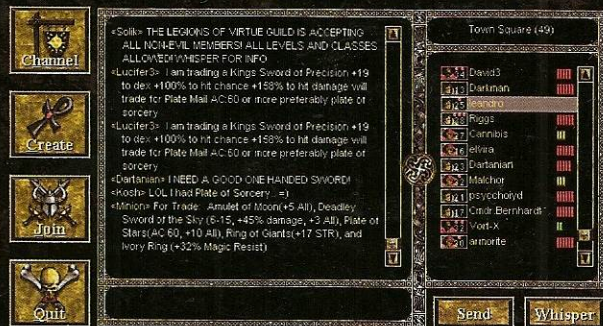 Channel
Create
Join
Quit
<Solik> THE LEGIONS OF VIRTUE GUILD IS ACCEPTING
ALL NON-EVIL MEMBERS! ALL LEVELS AND CLASSES
ALLOWED! WHISPER FOR INFO
<Lucifer3> I am trading a Kings Sword of Precision +19
to dex +100% to hit chance +158% to hit damage will
trade for Plate Mail AC:60 or more preferably plate of
sorcery
<Lucifer3> I am trading a Kings Sword of Precision +19
to dex +100% to hit chance +158% to hit damage will
trade for Plate Mail AC:60 or more preferably plate of
sorcery
<Dartanian> I NEED A GOOD ONE HANDED SWORD!
<Kosh> LOL I had Plate of Sorcery.. =)
<Minion> For Trade: Amulet of Moon(+5 All), Deadley
Sword of the Sky (6-15, +45% damage, +3 All), Plate of
Stars(AC 60, +10 All), Ring of Giants(+17 STR), and
Ivory Ring (+32% Magic Resist)
Town Square (49)
David3
Darkman
leandro
Riggs
Cannibis
elvira
Dartanian
Malchor
psycchoiyd
Cmdr.Bernhardt
Vort-X
armorite
Send
Whisper